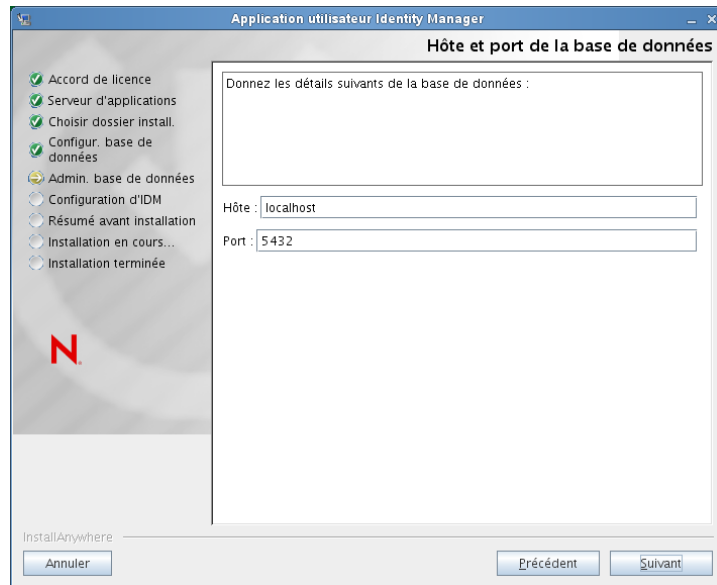 Application utilisateur Identity Manager
Hôte et port de la base de données
Accord de licence
Serveur d'applications
Choisir dossier install.
Configur. base de
données
Admin. base de données
Configuration d'IDM
Résumé avant installation
Installation en cours...
Installation terminée
N
Donnez les détails suivants de la base de données :
Hôte : localhost
Port : 5432
InstallAnywhere
Annuler
Précédent
Suivant